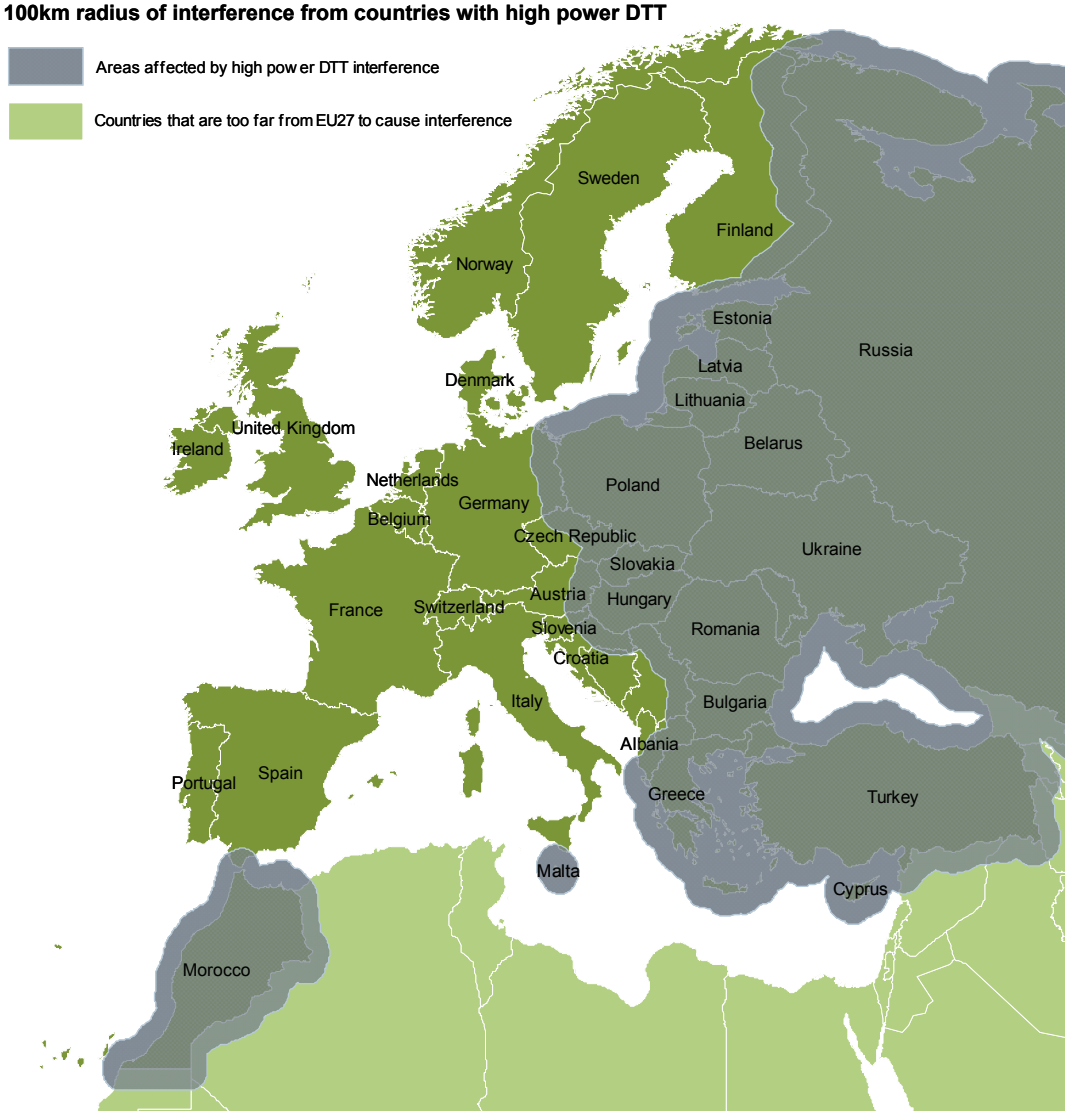 100km radius of interference from countries with high power DTT
Areas affected by high power DTT interference
Countries that are too far from EU27 to cause interference
Sweden
Finland
Norway
Estonia
Russia
Latvia
Denmark
Lithuania
United Kingdom
Belarus
Ireland
Netherlands
Poland
Germany
Belgium
Czech Republic
Ukraine
Slovakia
Austria
Hungary
France
Switzerland
Slovenia
Romania
Croatia
Italy
Bulgaria
Albania
Spain
Portugal
Greece
Turkey
Malta
Cyprus
Morocco